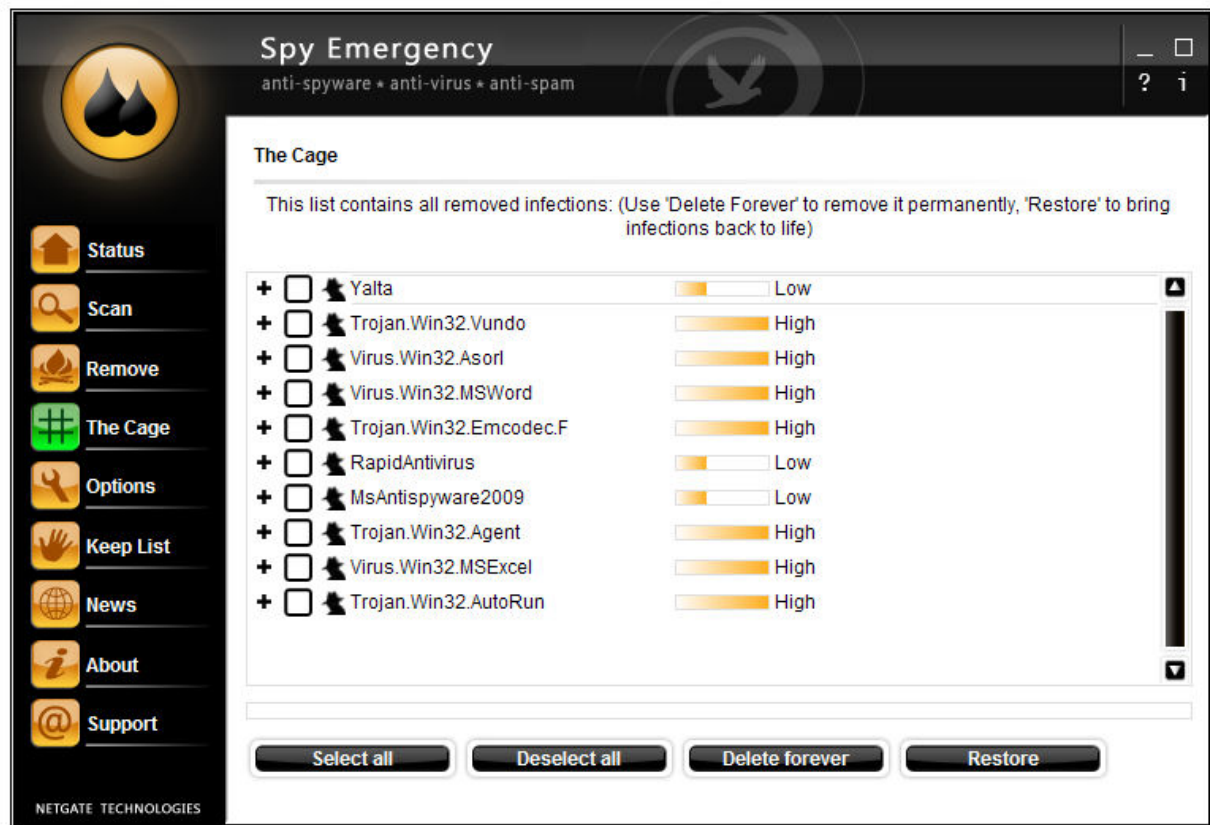 Spy Emergency
anti-spyware ★ anti-virus ★ anti-spam
? i
The Cage
This list contains all removed infections: (Use 'Delete Forever' to remove it permanently, 'Restore' to bring
infections back to life)
Status
Scan
Remove
The Cage
Options
Keep List
News
About
Support
Yalta Low
Trojan.Win32.Vundo High
Virus.Win32.Asorl High
Virus.Win32.MSWord High
Trojan.Win32.Emcodec.F High
RapidAntivirus Low
MsAntispyware2009 Low
Trojan.Win32.Agent High
Virus.Win32.MSExcel High
Trojan.Win32.AutoRun High
Select all
Deselect all
Delete forever
Restore
NETGATE TECHNOLOGIES